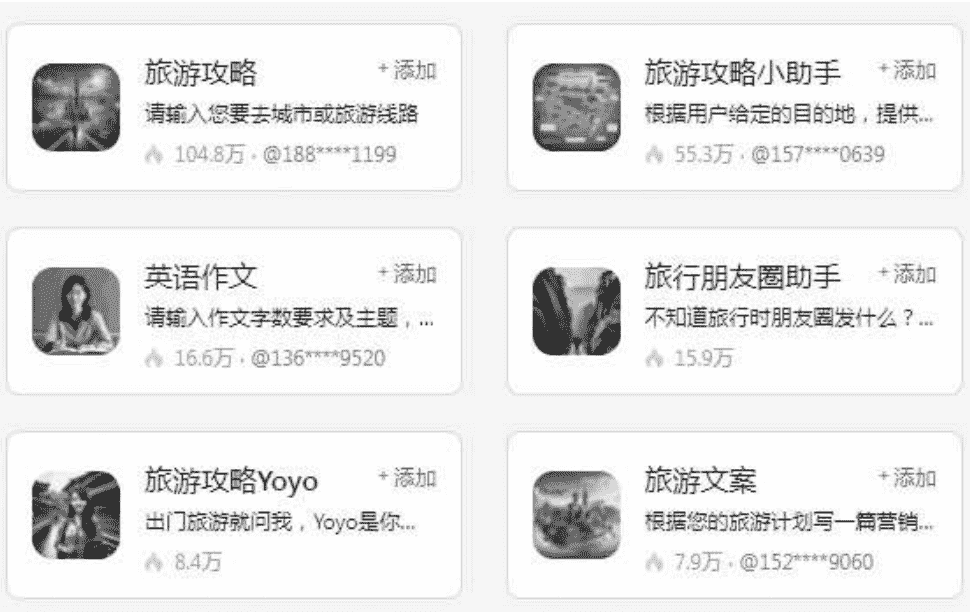 旅游攻略
+ 添加
请输入您要去城市或旅游线路
104.8万 · @188****1199
旅游攻略小助手
+ 添加
根据用户给定的目的地，提供...
55.3万 · @157****0639
英语作文
+ 添加
请输入作文字数要求及主题，...
16.6万 · @136****9520
旅行朋友圈助手
+ 添加
不知道旅行时朋友圈发什么？...
15.9万
旅游攻略Yoyo
+ 添加
出门旅游就问我，Yoyo是你...
8.4万
旅游文案
+ 添加
根据您的旅游计划写一篇营销...
7.9万 · @152****9060